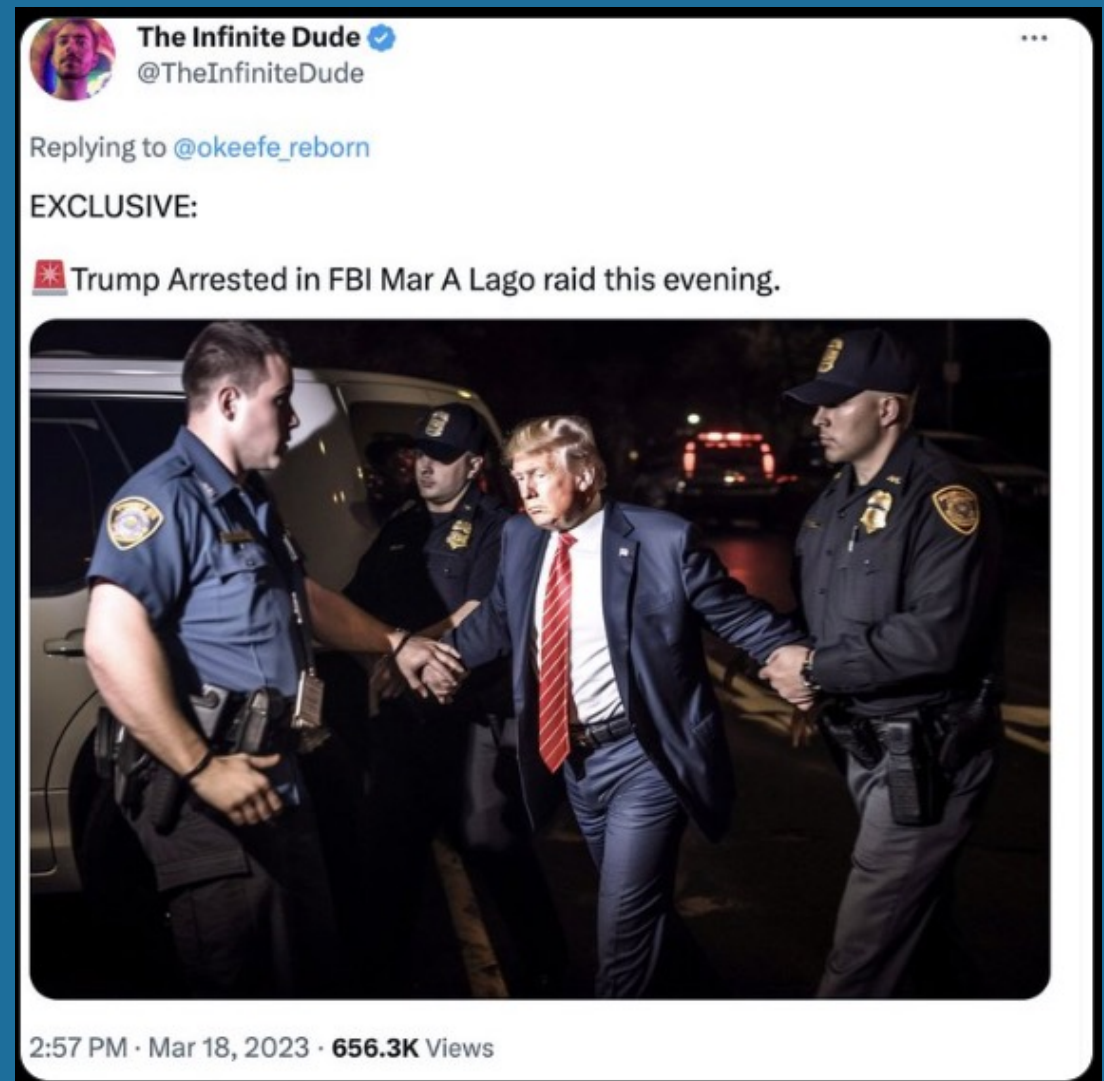 The Infinite Dude
@TheInfiniteDude
Replying to @okeefe_reborn
EXCLUSIVE:
🚨Trump Arrested in FBI Mar A Lago raid this evening.
2:57 PM · Mar 18, 2023 · 656.3K Views